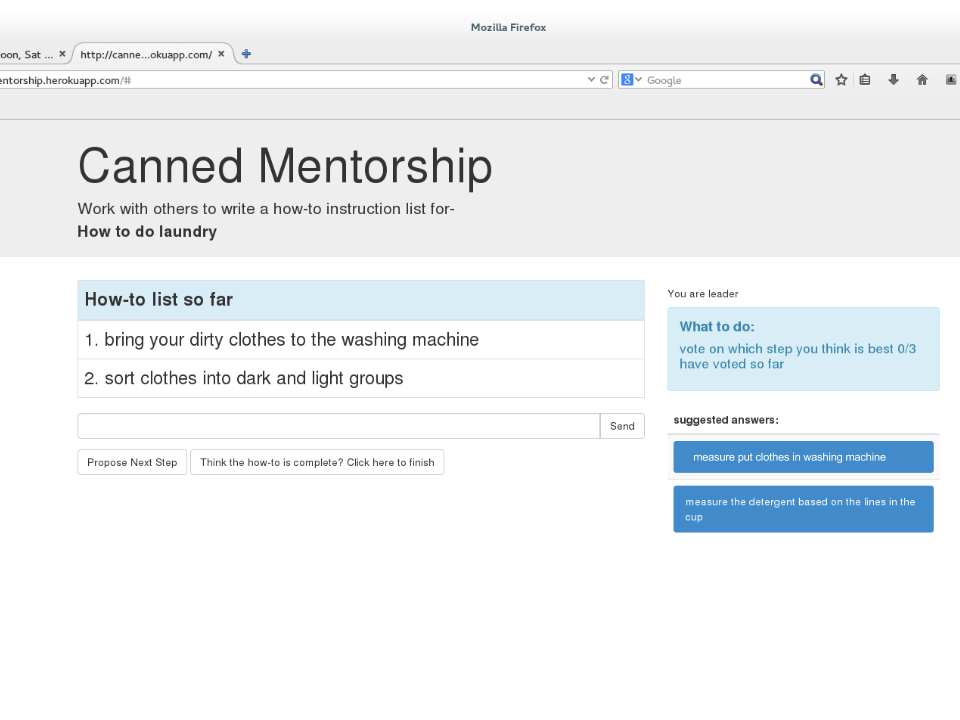 Mozilla Firefox
oon, Sat ... × http://canne...okuapp.com/ ×
entorship.herokuapp.com/# Google
Canned Mentorship
Work with others to write a how-to instruction list for-
How to do laundry
How-to list so far
1. bring your dirty clothes to the washing machine
2. sort clothes into dark and light groups
Send
Propose Next Step Think the how-to is complete? Click here to finish
You are leader
What to do:
vote on which step you think is best 0/3
have voted so far
suggested answers:
measure put clothes in washing machine
measure the detergent based on the lines in the
cup